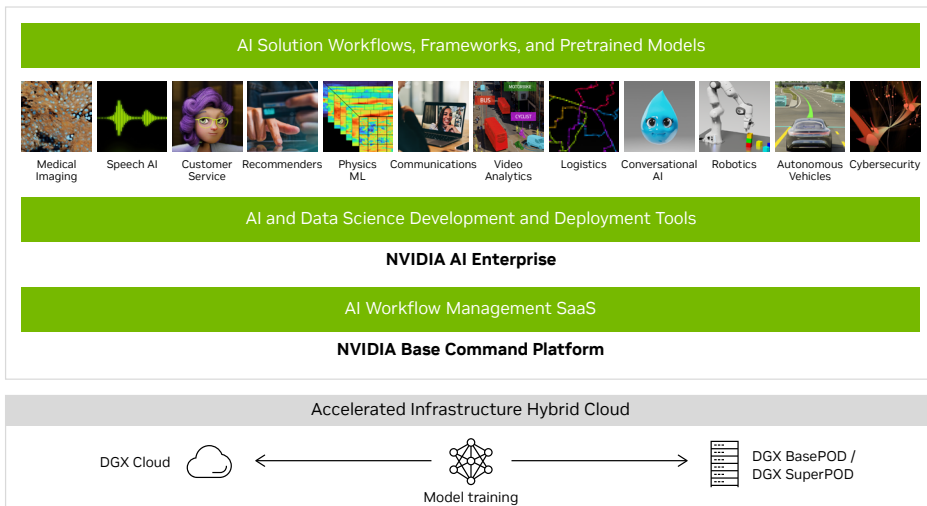 AI Solution Workflows, Frameworks, and Pretrained Models
BUS
MOTORBIKE
CYCLIST
Medical
Imaging
Speech AI
Customer
Service
Recommenders
Physics
ML
Communications
Video
Analytics
Logistics
Conversational
AI
Robotics
Autonomous
Vehicles
Cybersecurity
AI and Data Science Development and Deployment Tools
NVIDIA AI Enterprise
AI Workflow Management SaaS
NVIDIA Base Command Platform
Accelerated Infrastructure Hybrid Cloud
DGX Cloud
Model training
DGX BasePOD /
DGX SuperPOD